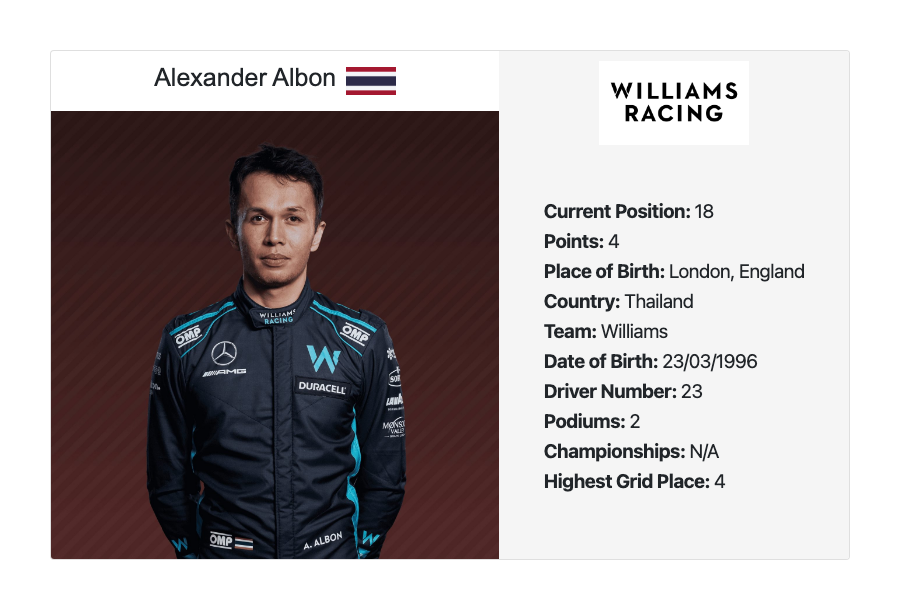 Alexander Albon
WILLIAMS
RACING
Current Position: 18
Points: 4
Place of Birth: London, England
Country: Thailand
Team: Williams
Date of Birth: 23/03/1996
Driver Number: 23
Podiums: 2
Championships: N/A
Highest Grid Place: 4
WILLIAMS
RACING
OMP
OMP
AMG
W
DURACELL
OMP
A. ALBON
W
W